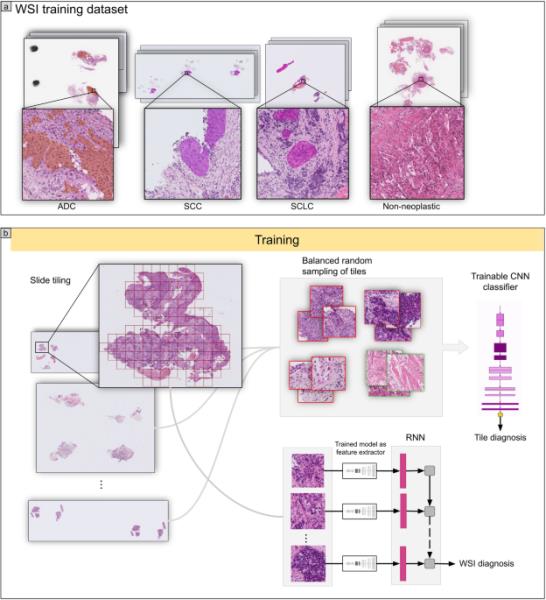 a WSI training dataset
ADC
SCC
SCLC
Non-neoplastic
b
Training
Slide tiling
Balanced random
sampling of tiles
Trainable CNN
classifier
Tile diagnosis
Trained model as
feature extractor
RNN
WSI diagnosis